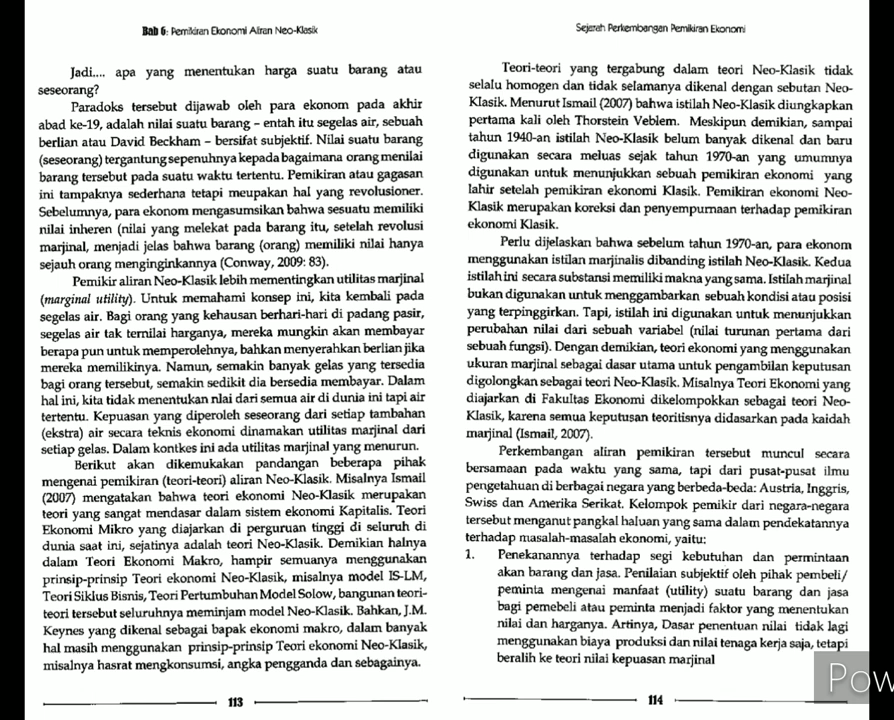 Bab 6: Pemikiran Ekonomi Aliran Neo-Klasik
Jadi.... apa yang menentukan harga suatu barang atau
seseorang?
Paradoks tersebut dijawab oleh para ekonom pada akhir
abad ke-19, adalah nilai suatu barang – entah itu segelas air, sebuah
berlian atau David Beckham – bersifat subjektif. Nilai suatu barang
(seseorang) tergantung sepenuhnya kepada bagaimana orang menilai
barang tersebut pada suatu waktu tertentu. Pemikiran atau gagasan
ini tampaknya sederhana tetapi meupakan hal yang revolusioner.
Sebelumnya, para ekonom mengasumsikan bahwa sesuatu memiliki
nilai inheren (nilai yang melekat pada barang itu, setelah revolusi
marjinal, menjadi jelas bahwa barang (orang) memiliki nilai hanya
sejauh orang menginginkannya (Conway, 2009: 83).
Pemikir aliran Neo-Klasik lebih mementingkan utilitas marjinal
(marginal utility). Untuk memahami konsep ini, kita kembali pada
segelas air. Bagi orang yang kehausan berhari-hari di padang pasir,
segelas air tak ternilai harganya, mereka mungkin akan membayar
berapa pun untuk memperolehnya, bahkan menyerahkan berlian jika
mereka memilikinya. Namun, semakin banyak gelas yang tersedia
bagi orang tersebut, semakin sedikit dia bersedia membayar. Dalam
hal ini, kita tidak menentukan nlai dari semua air di dunia ini tapi air
tertentu. Kepuasan yang diperoleh seseorang dari setiap tambahan
(ekstra) air secara teknis ekonomi dinamakan utilitas marjinal dari
setiap gelas. Dalam kontkes ini ada utilitas marjinal yang menurun.
Berikut akan dikemukakan pandangan beberapa pihak
mengenai pemikiran (teori-teori) aliran Neo-Klasik. Misalnya Ismail
(2007) mengatakan bahwa teori ekonomi Neo-Klasik merupakan
teori yang sangat mendasar dalam sistem ekonomi Kapitalis. Teori
Ekonomi Mikro yang diajarkan di perguruan tinggi di seluruh di
dunia saat ini, sejatinya adalah teori Neo-Klasik. Demikian halnya
dalam Teori Ekonomi Makro, hampir semuanya menggunakan
prinsip-prinsip Teori ekonomi Neo-Klasik, misalnya model IS-LM,
Teori Siklus Bisnis, Teori Pertumbuhan Model Solow, bangunan teori-
teori tersebut seluruhnya meminjam model Neo-Klasik. Bahkan, J.M.
Keynes yang dikenal sebagai bapak ekonomi makro, dalam banyak
hal masih menggunakan prinsip-prinsip Teori ekonomi Neo-Klasik,
misalnya hasrat mengkonsumsi, angka pengganda dan sebagainya.
113
Sejarah Perkembangan Pemikiran Ekonomi
Teori-teori yang tergabung dalam teori Neo-Klasik tidak
selalu homogen dan tidak selamanya dikenal dengan sebutan Neo-
Klasik. Menurut Ismail (2007) bahwa istilah Neo-Klasik diungkapkan
pertama kali oleh Thorstein Veblem. Meskipun demikian, sampai
tahun 1940-an istilah Neo-Klasik belum banyak dikenal dan baru
digunakan secara meluas sejak tahun 1970-an yang umumnya
digunakan untuk menunjukkan sebuah pemikiran ekonomi yang
lahir setelah pemikiran ekonomi Klasik. Pemikiran ekonomi Neo-
Klasik merupakan koreksi dan penyempurnaan terhadap pemikiran
ekonomi Klasik.
Perlu dijelaskan bahwa sebelum tahun 1970-an, para ekonom
menggunakan istilan marjinalis dibanding istilah Neo-Klasik. Kedua
istilah ini secara substansi memiliki makna yang sama. Istilah marjinal
bukan digunakan untuk menggambarkan sebuah kondisi atau posisi
yang terpinggirkan. Tapi, istilah ini digunakan untuk menunjukkan
perubahan nilai dari sebuah variabel (nilai turunan pertama dari
sebuah fungsi). Dengan demikian, teori ekonomi yang menggunakan
ukuran marjinal sebagai dasar utama untuk pengambilan keputusan
digolongkan sebagai teori Neo-Klasik. Misalnya Teori Ekonomi yang
diajarkan di Fakultas Ekonomi dikelompokkan sebagai teori Neo-
Klasik, karena semua keputusan teoritisnya didasarkan pada kaidah
marjinal (Ismail, 2007).
Perkembangan aliran pemikiran tersebut muncul secara
bersamaan pada waktu yang sama, tapi dari pusat-pusat ilmu
pengetahuan di berbagai negara yang berbeda-beda: Austria, Inggris,
Swiss dan Amerika Serikat. Kelompok pemikir dari negara-negara
tersebut menganut pangkal haluan yang sama dalam pendekatannya
terhadap masalah-masalah ekonomi, yaitu:
1. Penekanannya terhadap segi kebutuhan dan permintaan
akan barang dan jasa. Penilaian subjektif oleh pihak pembeli/
peminta mengenai manfaat (utility) suatu barang dan jasa
bagi pemebeli atau peminta menjadi faktor yang menentukan
nilai dan harganya. Artinya, Dasar penentuan nilai tidak lagi
menggunakan biaya produksi dan nilai tenaga kerja saja, tetapi
beralih ke teori nilai kepuasan marjinal
114
Pow